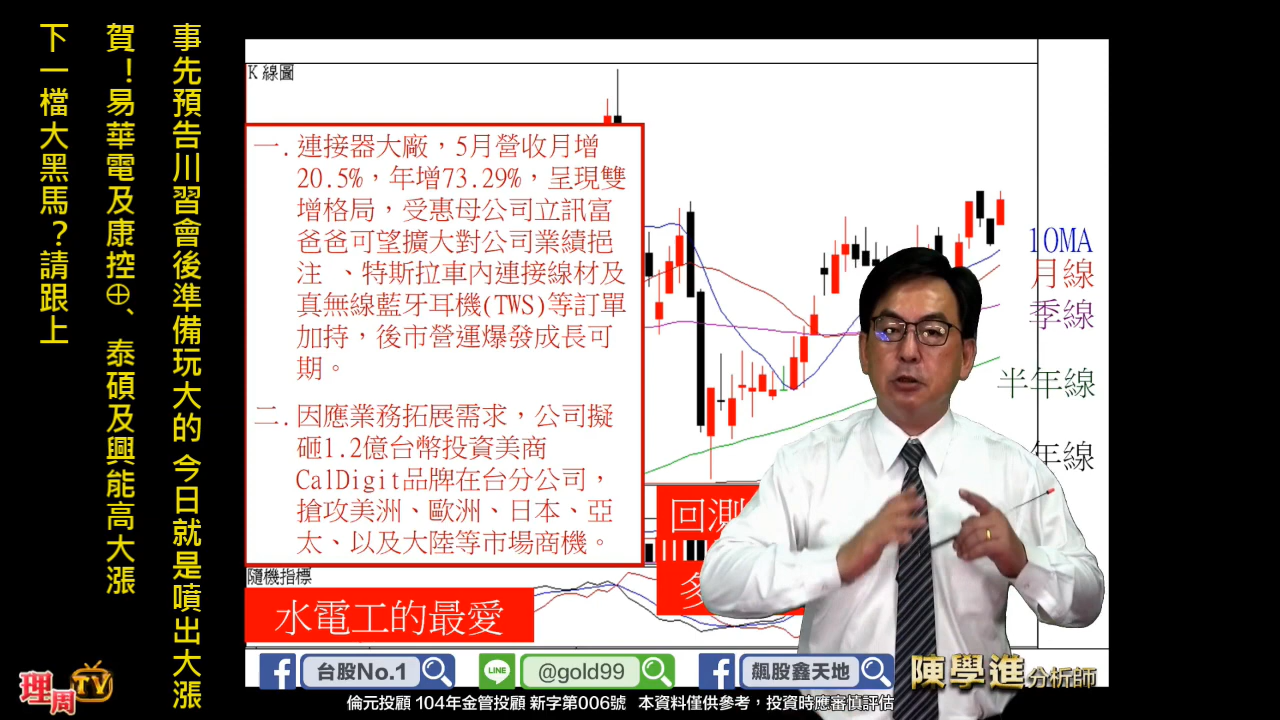 事先預告川習會後準備玩大的 今日就是噴出大漲
賀！易華電及康控⊕、泰碩及興能高大漲
下一檔大黑馬？請跟上
K 線圖
一. 連接器大廠，5月營收月增
20.5%，年增73.29%，呈現雙
增格局，受惠母公司立訊富
爸爸可望擴大對公司業績挹
注 、特斯拉車內連接線材及
真無線藍牙耳機(TWS)等訂單
加持，後市營運爆發成長可
期。
二. 因應業務拓展需求，公司擬
砸1.2億台幣投資美商
CalDigit品牌在台分公司，
搶攻美洲、歐洲、日本、亞
太、以及大陸等市場商機。
10MA
月線
季線
半年線
年線
回測
多
隨機指標
水電工的最愛
台股No.1
LINE
@gold99
飆股鑫天地
陳學進分析師
理周TV
倫元投顧 104年金管投顧 新字第006號 本資料僅供參考，投資時應審慎評估